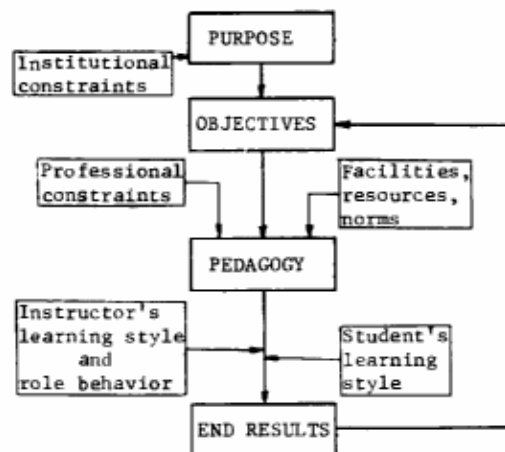 PURPOSE
Institutional
constraints
OBJECTIVES
Professional
constraints
Facilities,
resources,
norms
PEDAGOGY
Instructor's
learning style
and
role behavior
Student's
learning
style
END RESULTS